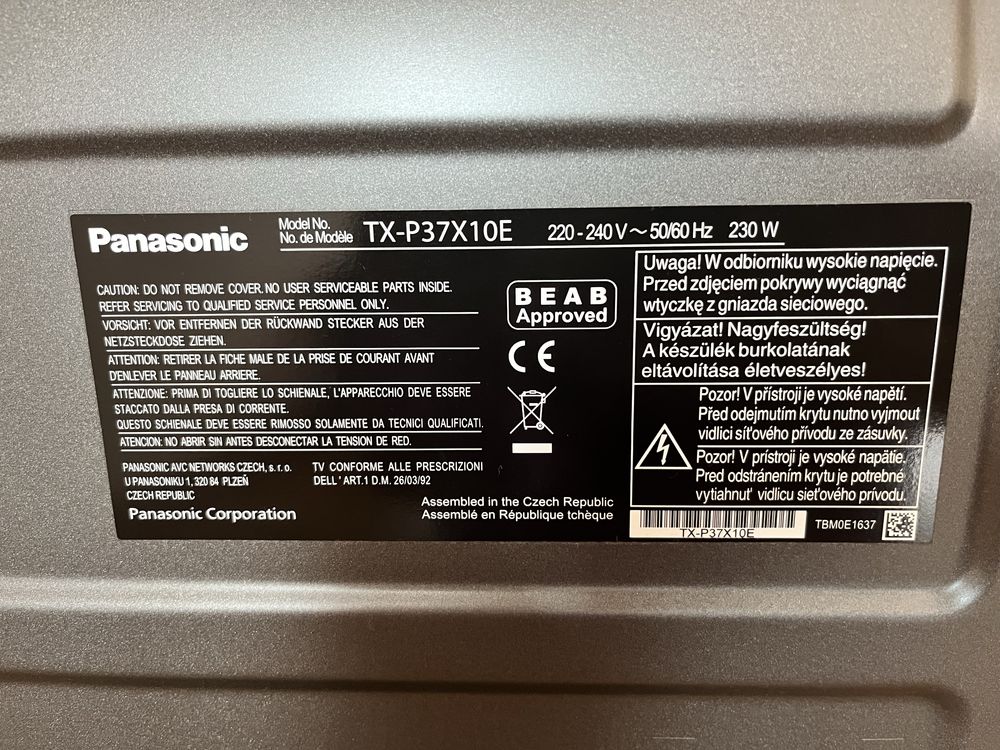 Panasonic
Model No.
No. de Modèle
TX-P37X10E
220 - 240 V ～ 50/60 Hz 230 W
CAUTION: DO NOT REMOVE COVER.NO USER SERVICEABLE PARTS INSIDE.
REFER SERVICING TO QUALIFIED SERVICE PERSONNEL ONLY.
VORSICHT: VOR ENTFERNEN DER RÜCKWAND STECKER AUS DER
NETZSTECKDOSE ZIEHEN.
ATTENTION: RETIRER LA FICHE MALE DE LA PRISE DE COURANT AVANT
D'ENLEVER LE PANNEAU ARRIERE.
ATTENZIONE: PRIMA DI TOGLIERE LO SCHIENALE, L'APPARECCHIO DEVE ESSERE
STACCATO DALLA PRESA DI CORRENTE.
QUESTO SCHIENALE DEVE ESSERE RIMOSSO SOLAMENTE DA TECNICI QUALIFICATI.
ATENCION: NO ABRIR SIN ANTES DESCONECTAR LA TENSION DE RED.
PANASONIC AVC NETWORKS CZECH, s. r. o.
U PANASONIKU 1, 320 84 PLZEŇ
CZECH REPUBLIC
Panasonic Corporation
TV CONFORME ALLE PRESCRIZIONI
DELL' ART.1 D.M. 26/03/92
BEAB
Approved
CE
Assembled in the Czech Republic
Assemblé en République tchèque
Uwaga! W odbiorniku wysokie napięcie.
Przed zdjęciem pokrywy wyciągnąć
wtyczkę z gniazda sieciowego.
Vigyázat! Nagyfeszültség!
A készülék burkolatának
eltávolítása életveszélyes!
Pozor! V přístroji je vysoké napětí.
Před odejmutím krytu nutno vyjmout
vidlici síťového přívodu ze zásuvky.
Pozor! V prístroji je vysoké napätie.
Pred odstránením krytu je potrebné
vytiahnuť vidlicu sieťového prívodu.
TX-P37X10E
TBM0E1637